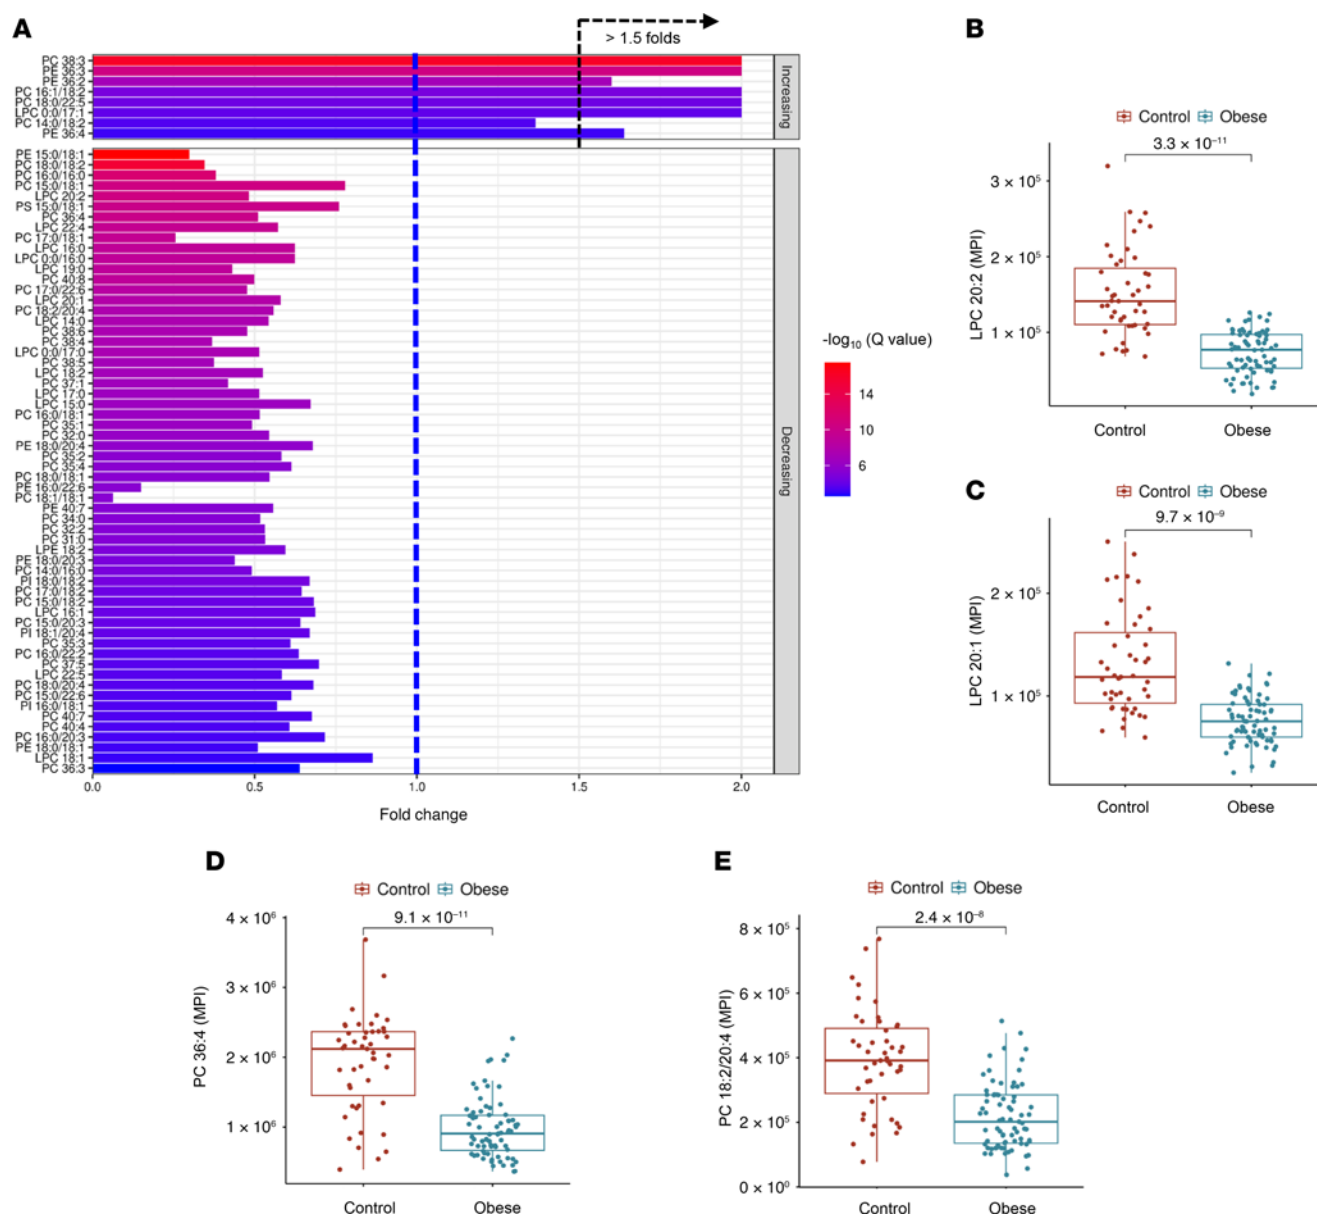 A
> 1.5 folds
PC 38:3
PE 36:3
PE 36:2
PC 16:1/18:2
PC 18:0/22:5
LPC 0:0/17:1
PC 14:0/18:2
PE 36:4
Increasing
PE 15:0/18:1
PC 18:0/18:2
PC 16:0/16:0
PC 15:0/18:1
LPC 20:2
PS 15:0/18:1
PC 36:4
LPC 22:4
PC 17:0/18:1
LPC 16:0
LPC 0:0/16:0
LPC 19:0
PC 40:8
PC 17:0/22:6
LPC 20:1
PC 18:2/20:4
LPC 14:0
PC 38:6
PC 38:4
LPC 0:0/17:0
PC 38:5
LPC 18:2
PC 37:1
LPC 17:0
LPC 15:0
PC 16:0/18:1
PC 35:1
PC 32:0
PE 18:0/20:4
PC 35:2
PC 35:4
PC 18:0/18:1
PE 16:0/22:6
PC 18:1/18:1
PE 40:7
PC 34:0
PC 32:2
PC 31:0
LPE 18:2
PE 18:0/20:3
PC 14:0/16:0
PI 18:0/18:2
PC 17:0/18:2
PC 15:0/18:2
LPC 16:1
PC 15:0/20:3
PI 18:1/20:4
PC 35:3
PC 16:0/22:2
PC 37:5
LPC 22:5
PC 18:0/20:4
PC 15:0/22:6
PI 16:0/18:1
PC 40:7
PC 40:4
PC 16:0/20:3
PE 18:0/18:1
LPC 18:1
PC 36:3
Decreasing
0.0 0.5 1.0 1.5 2.0
Fold change
-log₁₀ (Q value)
14
10
6
B
Control Obese
3.3 × 10⁻¹¹
LPC 20:2 (MPI)
3 × 10⁵
2 × 10⁵
1 × 10⁵
Control Obese
C
Control Obese
9.7 × 10⁻⁹
LPC 20:1 (MPI)
2 × 10⁵
1 × 10⁵
Control Obese
D
Control Obese
9.1 × 10⁻¹¹
PC 36:4 (MPI)
4 × 10⁶
3 × 10⁶
2 × 10⁶
1 × 10⁶
Control Obese
E
Control Obese
2.4 × 10⁻⁸
PC 18:2/20:4 (MPI)
8 × 10⁵
6 × 10⁵
4 × 10⁵
2 × 10⁵
0 × 10⁰
Control Obese